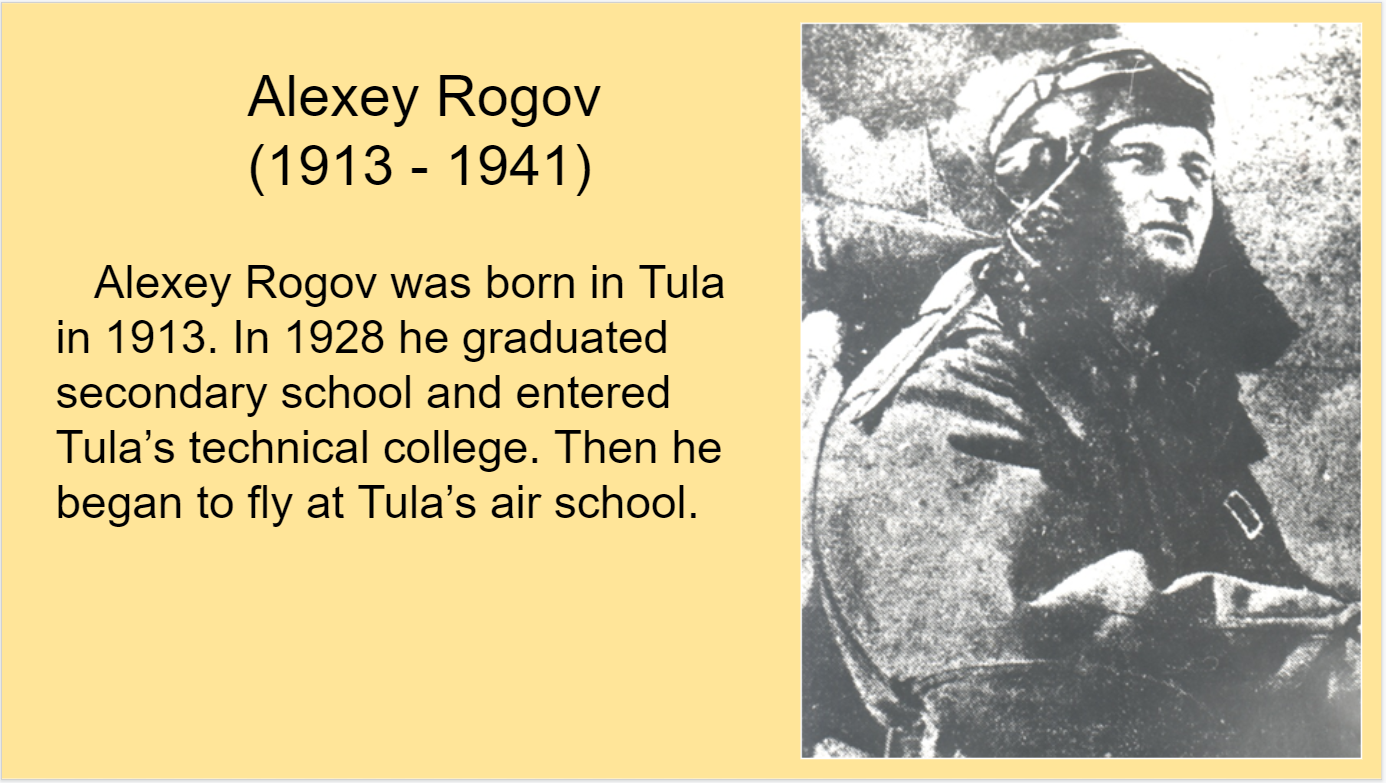 Alexey Rogov
(1913 - 1941)
Alexey Rogov was born in Tula
in 1913. In 1928 he graduated
secondary school and entered
Tula’s technical college. Then he
began to fly at Tula’s air school.